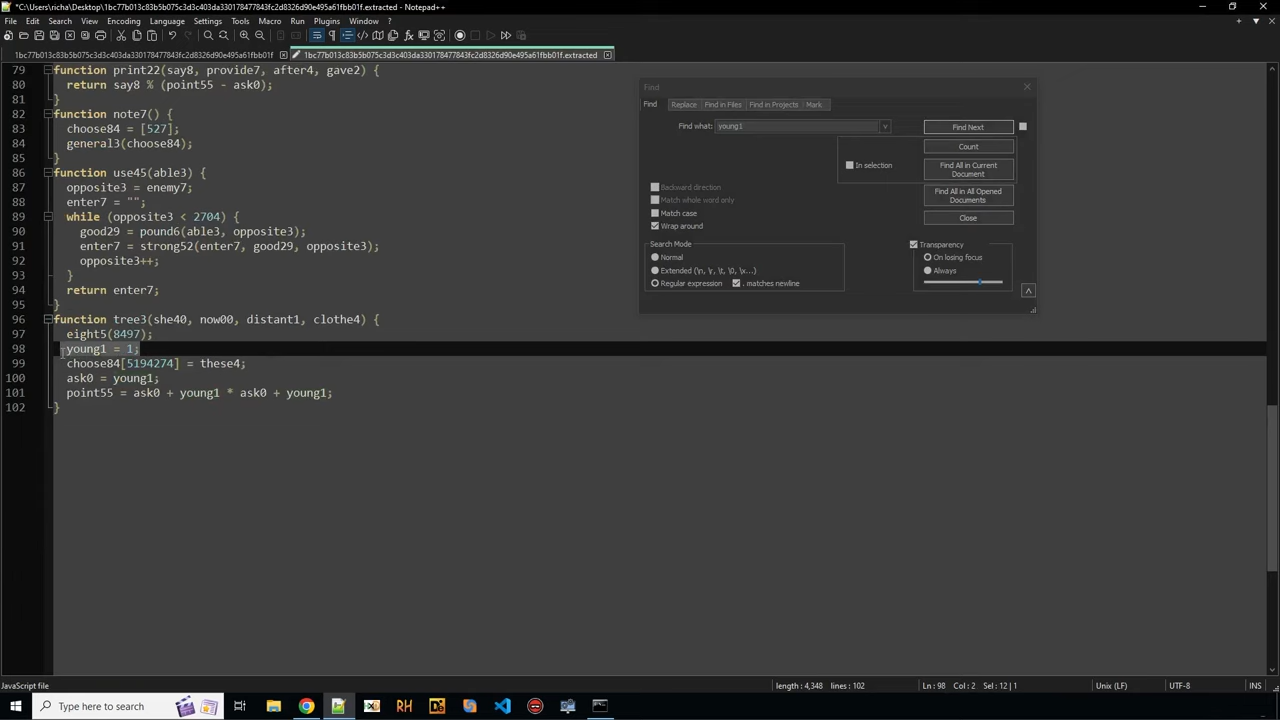 *C:\Users\richa\Desktop\1bc77b013c83b5b075c3d3c403da330178477843fc2d8326d90e495a61fbb01f.extracted - Notepad++
File Edit Search View Encoding Language Settings Tools Macro Run Plugins Window ?
1bc77b013c83b5b075c3d3c403da330178477843fc2d8326d90e495a61fbb01f 1bc77b013c83b5b075c3d3c403da330178477843fc2d8326d90e495a61fbb01f.extracted
79 function print22(say8, provide7, after4, gave2) {
80 return say8 % (point55 - ask0);
81 }
82 function note7() {
83 choose84 = [527];
84 general3(choose84);
85 }
86 function use45(able3) {
87 opposite3 = enemy7;
88 enter7 = "";
89 while (opposite3 < 2704) {
90 good29 = pound6(able3, opposite3);
91 enter7 = strong52(enter7, good29, opposite3);
92 opposite3++;
93 }
94 return enter7;
95 }
96 function tree3(she40, now00, distant1, clothe4) {
97 eight5(8497);
98 young1 = 1;
99 choose84[5194274] = these4;
100 ask0 = young1;
101 point55 = ask0 + young1 * ask0 + young1;
102 }
Find
Find Replace Find in Files Find in Projects Mark
Find what: young1
Find Next
Count
In selection
Find All in Current Document
Find All in All Opened Documents
Close
Backward direction
Match whole word only
Match case
Wrap around
Search Mode
Normal
Extended (\n, \r, \t, \0, \x...)
Regular expression . matches newline
Transparency
On losing focus
Always
JavaScript file length : 4,348 lines : 102 Ln : 98 Col : 2 Sel : 12 | 1 Unix (LF) UTF-8 INS
Type here to search